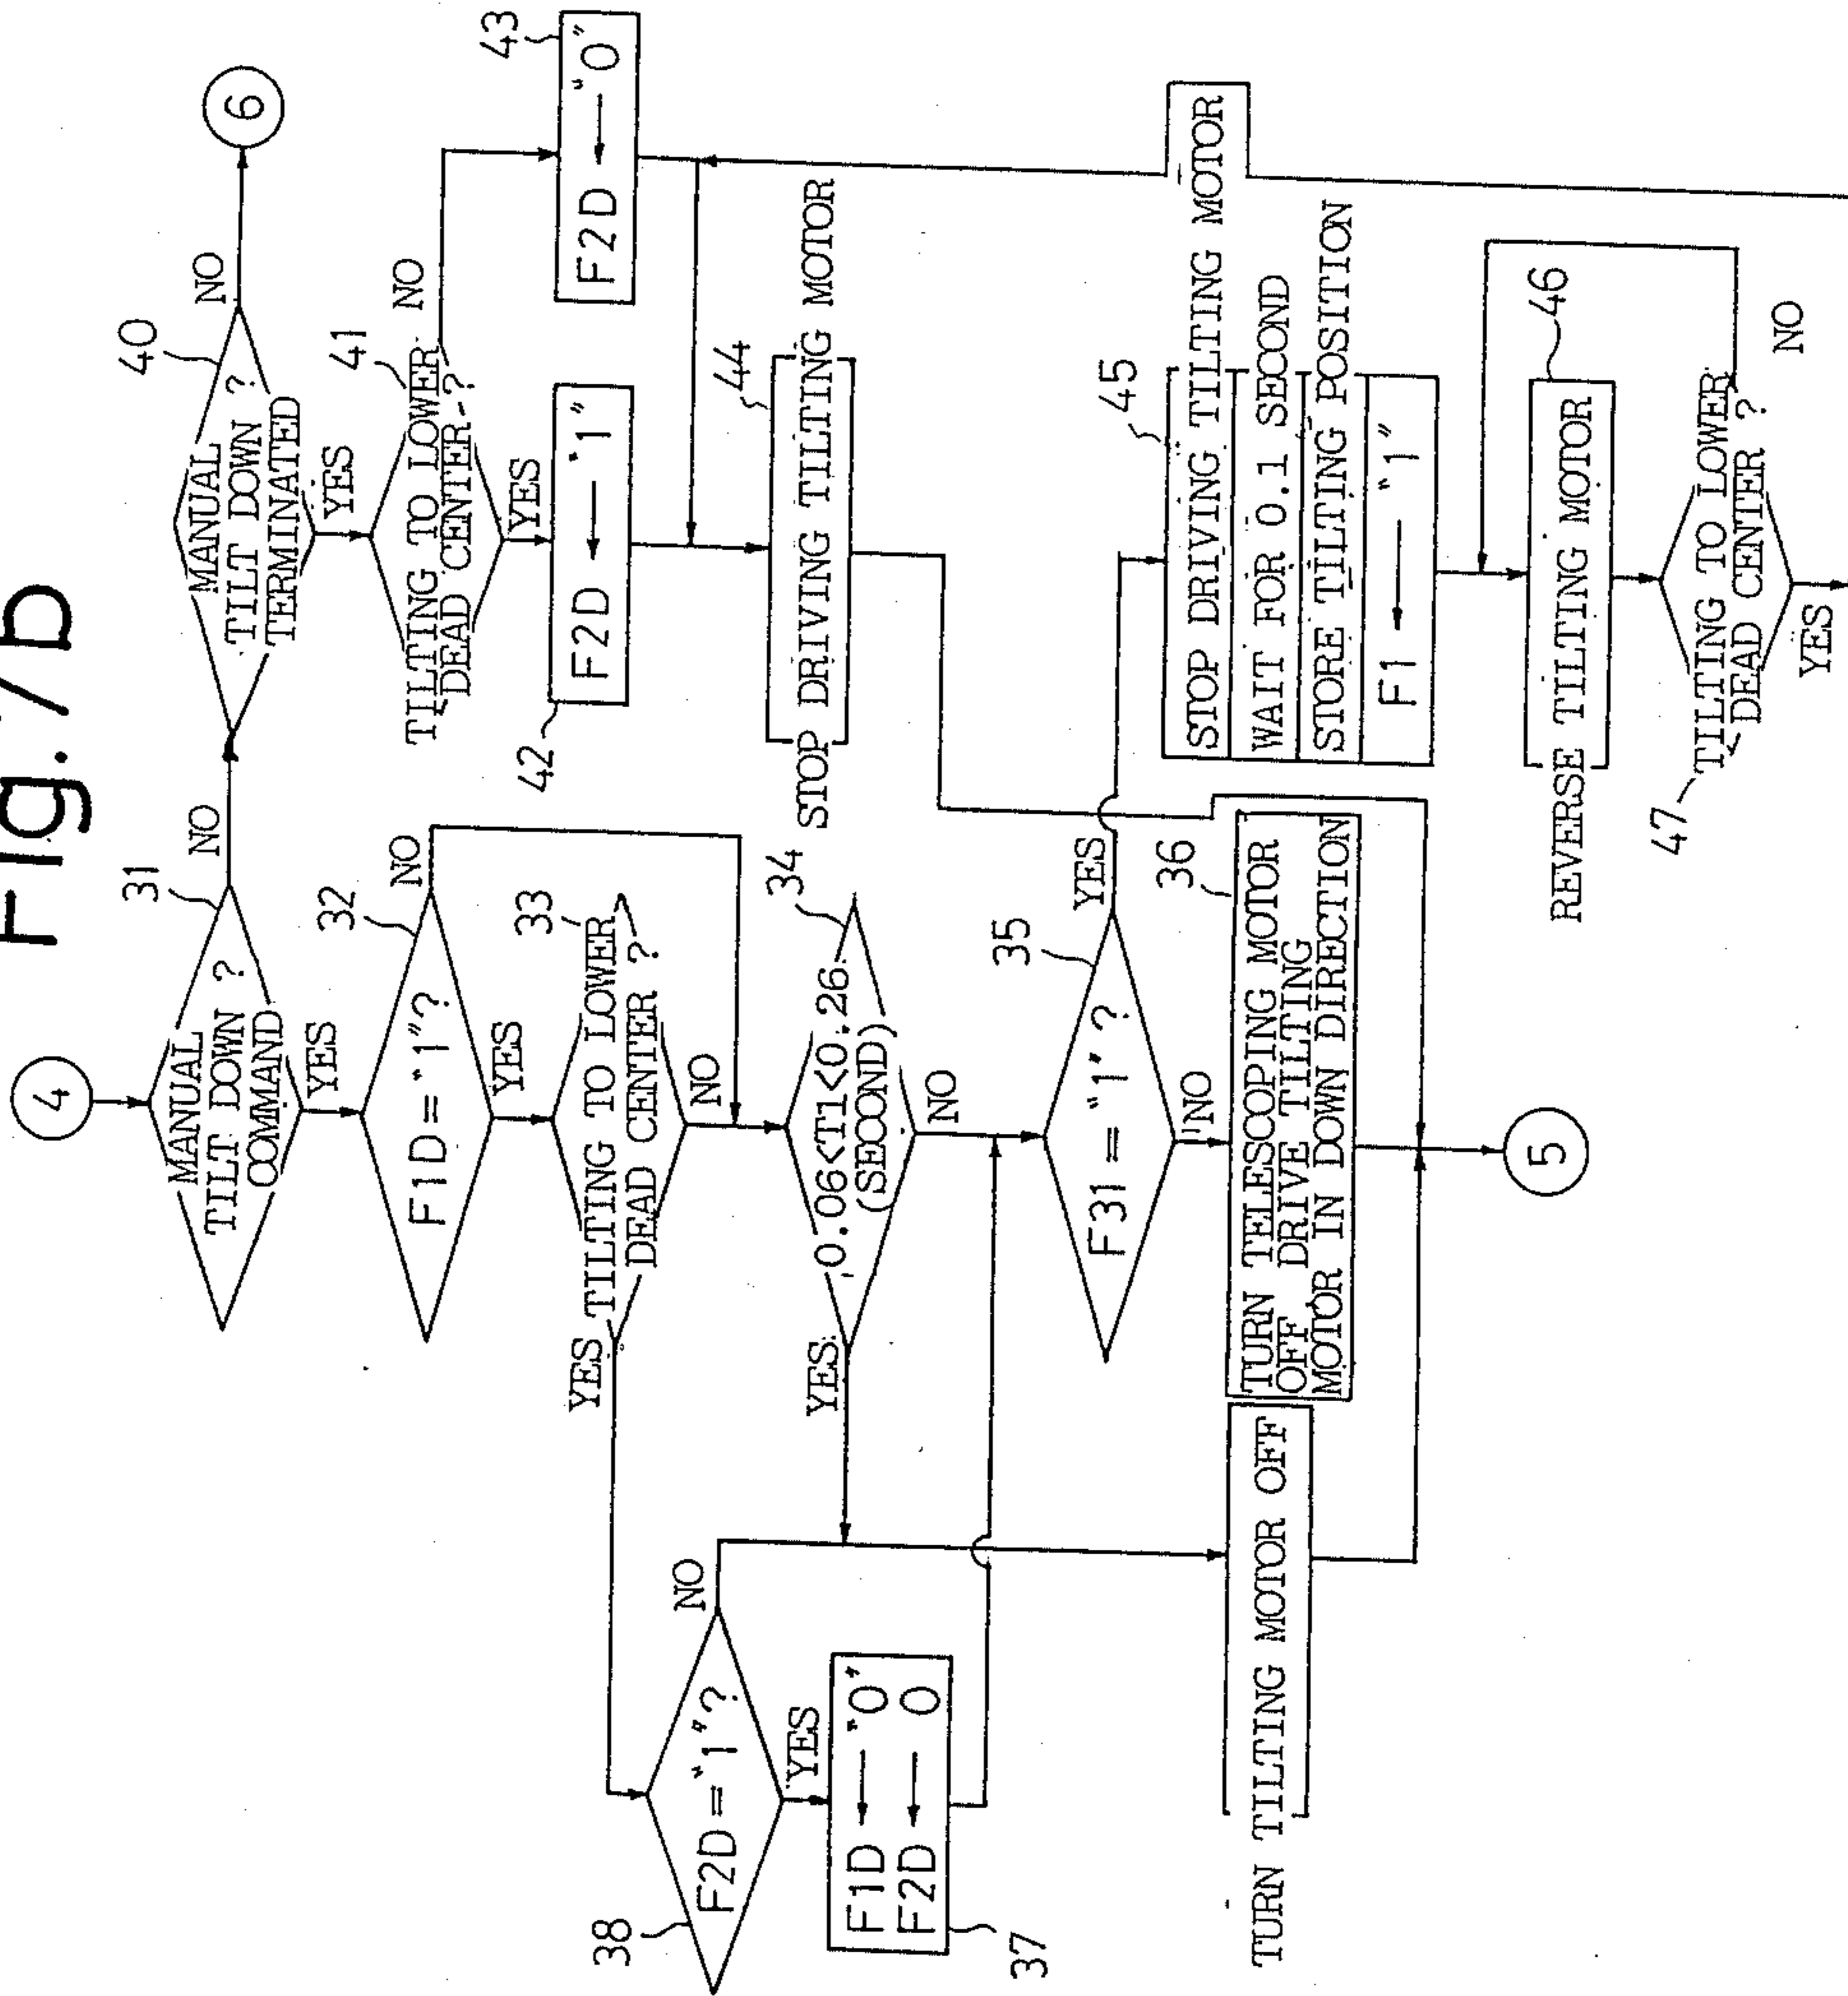 Fig. 7b
4
31
MANUAL
TILT DOWN ?
COMMAND
NO
YES
40
MANUAL
TILT DOWN ?
TERMINATED
NO
6
YES
32
F1D = "1" ?
NO
YES
41
TILTING TO LOWER
DEAD CENTER ?
NO
YES
33
TILTING TO LOWER
DEAD CENTER ?
YES
NO
42
F2D ← "1"
43
F2D ← "0"
38
F2D = "1" ?
NO
YES
34
0.06<T1<0.26
(SECOND)
YES
NO
44
STOP DRIVING TILTING MOTOR
37
F1D ← "0"
F2D ← 0
35
F31 = "1" ?
YES
NO
45
STOP DRIVING TILTING MOTOR
WAIT FOR 0.1 SECOND
STORE TILTING POSITION
F1 ← "1"
36
TURN TELESCOPING MOTOR
OFF DRIVE TILTING
MOTOR IN DOWN DIRECTION
TURN TILTING MOTOR OFF
46
REVERSE TILTING MOTOR
5
47
TILTING TO LOWER
DEAD CENTER ?
NO
YES